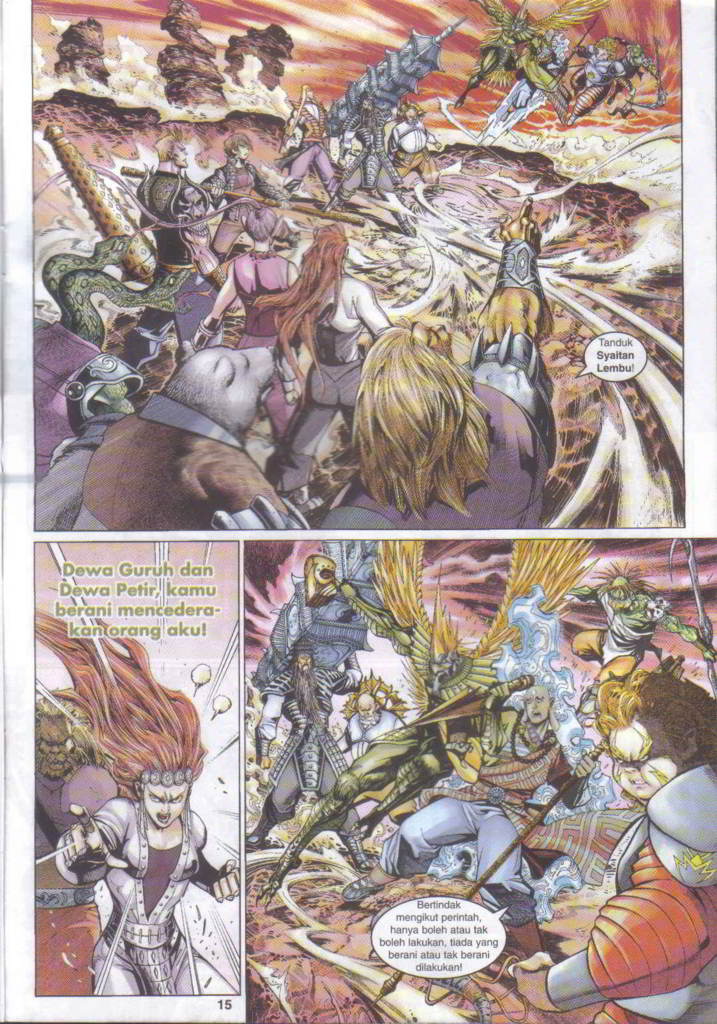 Tanduk
Syaitan
Lembu!
Dewa Guruh dan
Dewa Petir, kamu
berani mencedera-
kan orang aku!
Bertindak
mengikut perintah,
hanya boleh atau tak
boleh lakukan, tiada yang
berani atau tak berani
dilakukan!
15